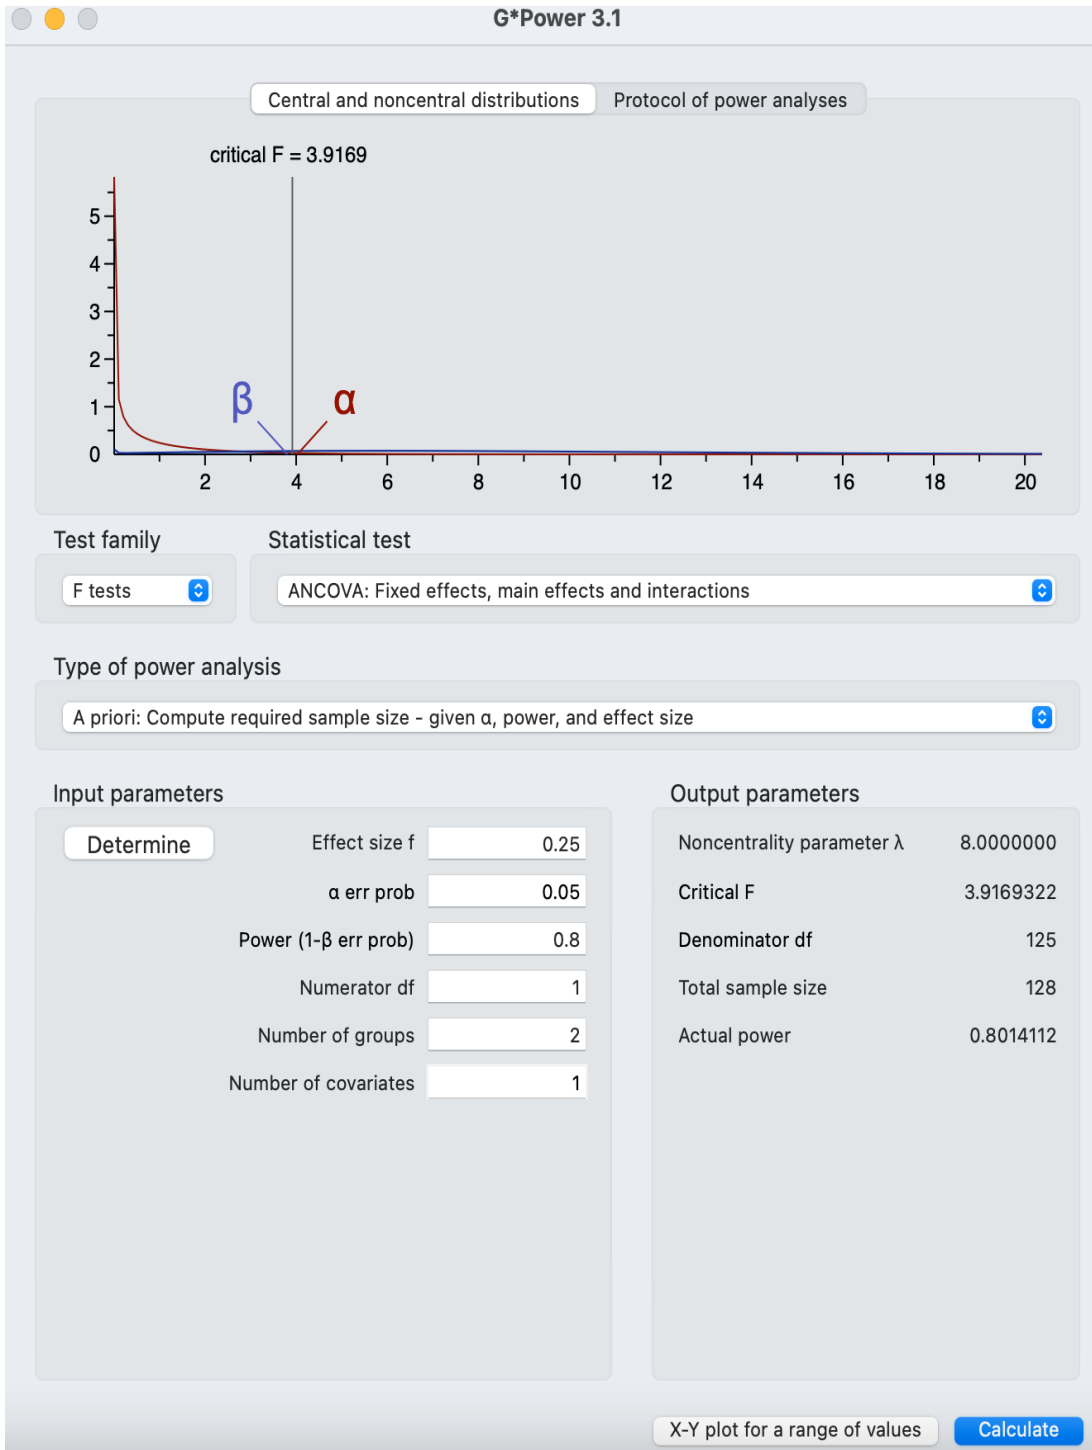 G*Power 3.1
Central and noncentral distributions Protocol of power analyses
critical F = 3.9169
5
4
3
2
1
0
β α
2 4 6 8 10 12 14 16 18 20
Test family Statistical test
F tests ANCOVA: Fixed effects, main effects and interactions
Type of power analysis
A priori: Compute required sample size - given α, power, and effect size
Input parameters Output parameters
Determine Effect size f 0.25 Noncentrality parameter λ 8.0000000
α err prob 0.05 Critical F 3.9169322
Power (1-β err prob) 0.8 Denominator df 125
Numerator df 1 Total sample size 128
Number of groups 2 Actual power 0.8014112
Number of covariates 1
X-Y plot for a range of values Calculate